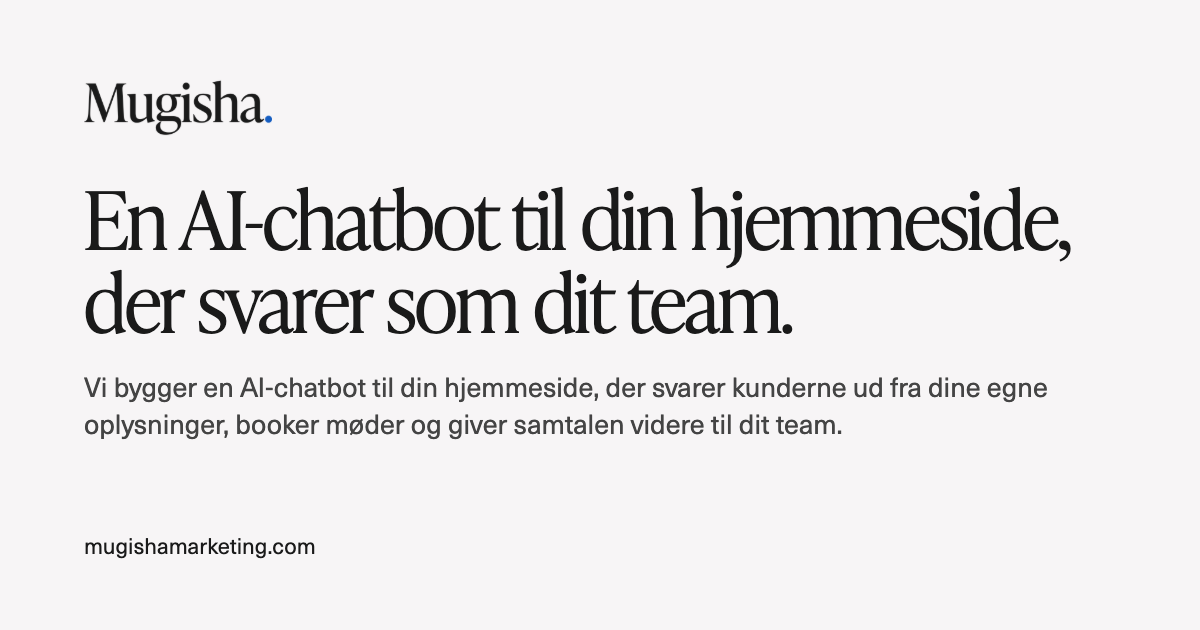 Mugisha.
En AI-chatbot til din hjemmeside,
der svarer som dit team.
Vi bygger en AI-chatbot til din hjemmeside, der svarer kunderne ud fra dine egne
oplysninger, booker møder og giver samtalen videre til dit team.
mugishamarketing.com